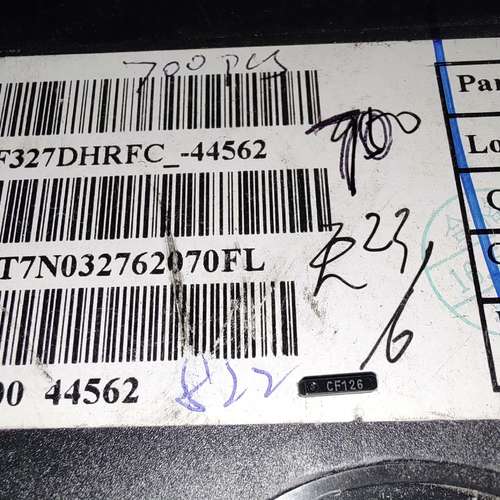 700 PCS
F327DHRFC_-44562
T7N032762070FL
00 44562
822
CF126
Par
Lo
C